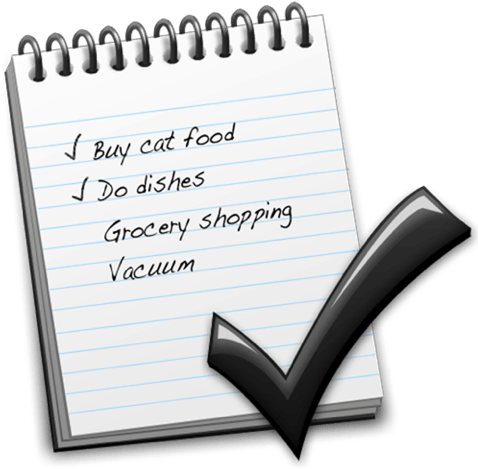 ✓ Buy cat food
✓ Do dishes
Grocery shopping
Vacuum